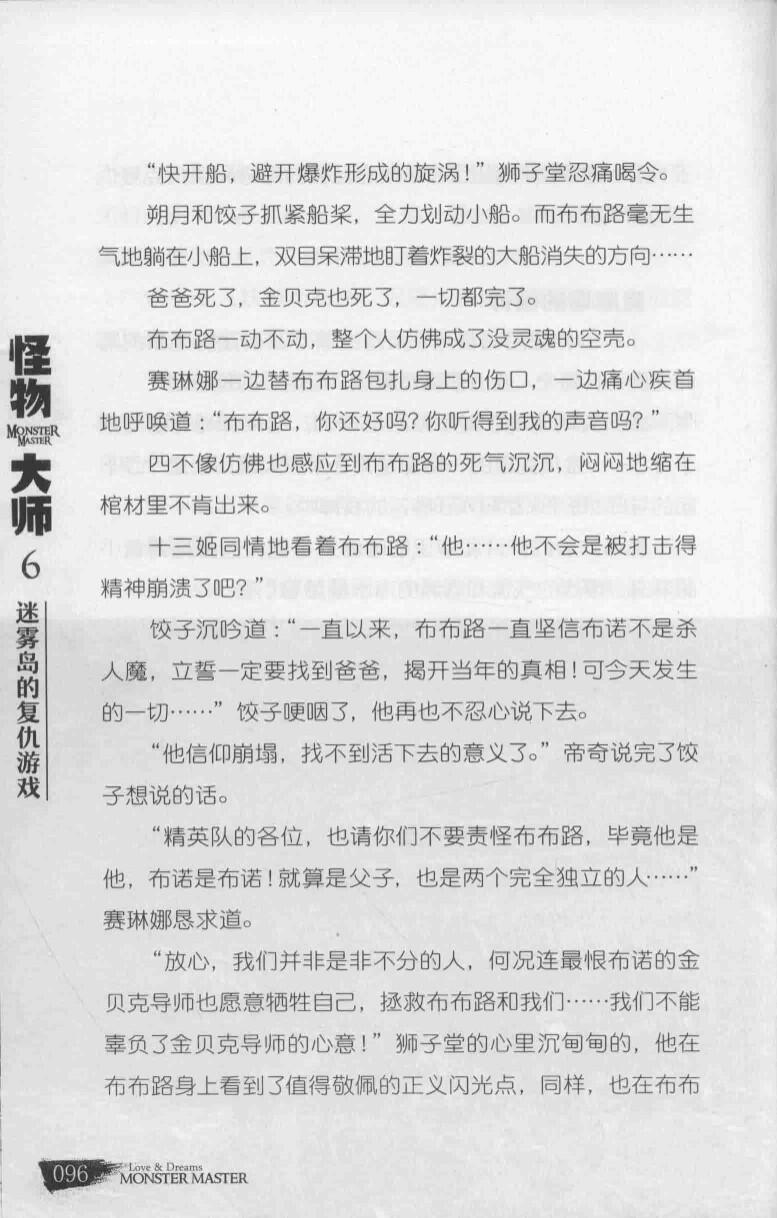 “快开船，避开爆炸形成的旋涡！”狮子堂忍痛喝令。
朔月和饺子抓紧船桨，全力划动小船。而布布路毫无生
气地躺在小船上，双目呆滞地盯着炸裂的大船消失的方向……
爸爸死了，金贝克也死了，一切都完了。
布布路一动不动，整个人仿佛成了没灵魂的空壳。
赛琳娜一边替布布路包扎身上的伤口，一边痛心疾首
地呼唤道：“布布路，你还好吗？你听得到我的声音吗？”
四不像仿佛也感应到布布路的死气沉沉，闷闷地缩在
棺材里不肯出来。
十三姬同情地看着布布路：“他……他不会是被打击得
精神崩溃了吧？”
饺子沉吟道：“一直以来，布布路一直坚信布诺不是杀
人魔，立誓一定要找到爸爸，揭开当年的真相！可今天发生
的一切……”饺子哽咽了，他再也不忍心说下去。
“他信仰崩塌，找不到活下去的意义了。”帝奇说完了饺
子想说的话。
“精英队的各位，也请你们不要责怪布布路，毕竟他是
他，布诺是布诺！就算是父子，也是两个完全独立的人……”
赛琳娜恳求道。
“放心，我们并非是非不分的人，何况连最恨布诺的金
贝克导师也愿意牺牲自己，拯救布布路和我们……我们不能
辜负了金贝克导师的心意！”狮子堂的心里沉甸甸的，他在
布布路身上看到了值得敬佩的正义闪光点，同样，也在布布
怪物
MONSTER
MASTER
大师
6
迷雾岛的复仇游戏
096
Love & Dreams
MONSTER MASTER